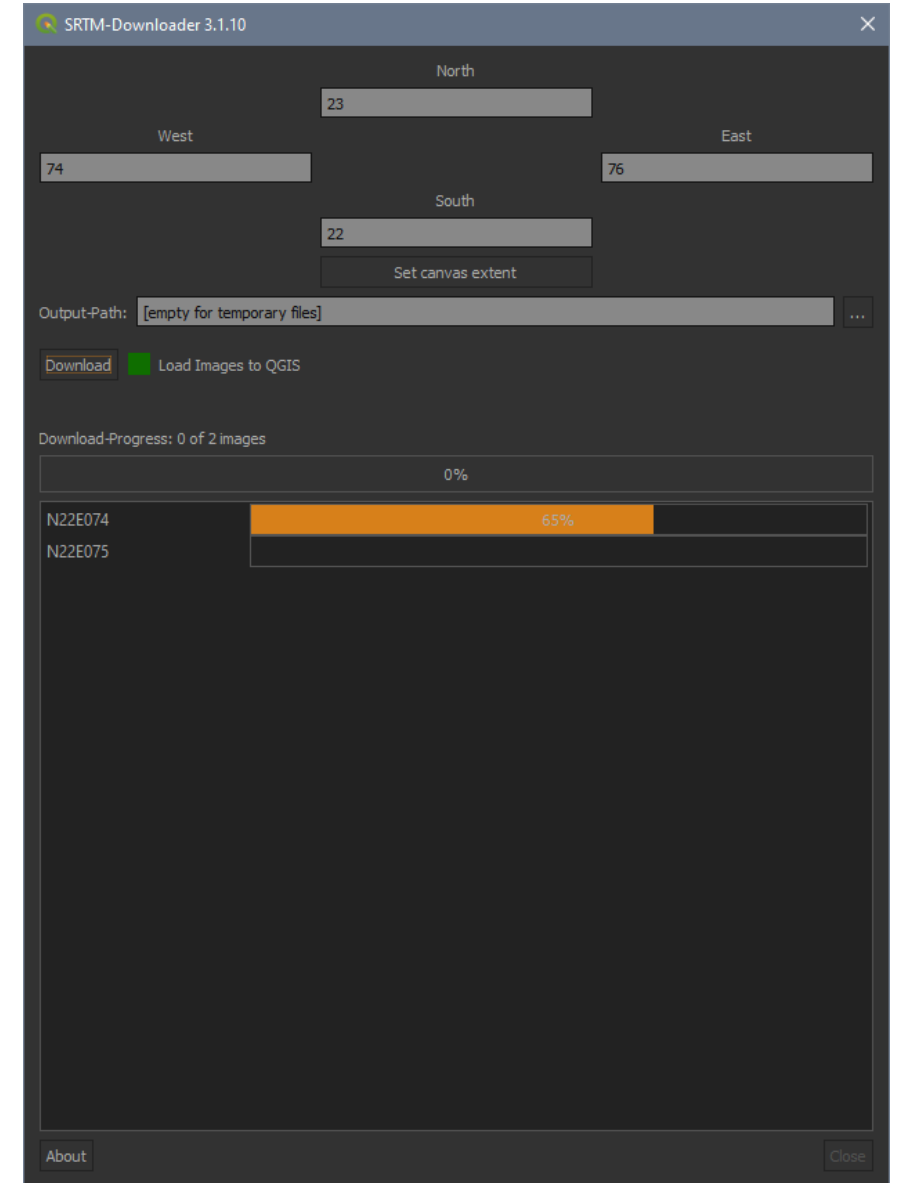 SRTM-Downloader 3.1.10
North
23
West East
74 76
South
22
Set canvas extent
Output-Path: [empty for temporary files] ...
Download Load Images to QGIS
Download-Progress: 0 of 2 images
0%
N22E074 65%
N22E075
About Close